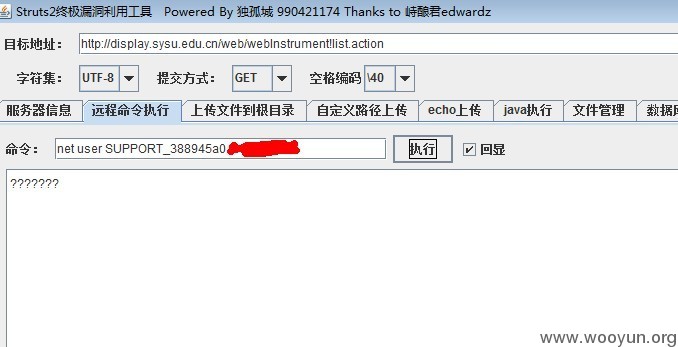 Struts2终极漏洞利用工具 Powered By 独孤城 990421174 Thanks to 峙酿君edwardz
目标地址： http://display.sysu.edu.cn/web/webInstrument!list.action
字符集： UTF-8 提交方式： GET 空格编码 \40
服务器信息 远程命令执行 上传文件到根目录 自定义路径上传 echo上传 java执行 文件管理 数据库
命令： net user SUPPORT_388945a0 执行 回显
???????
www.wooyun.org